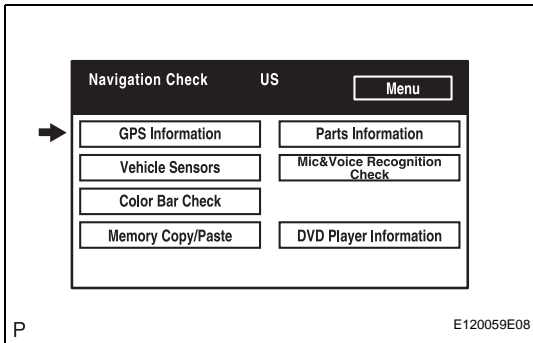 Navigation Check US Menu
GPS Information Parts Information
Vehicle Sensors Mic&Voice Recognition
Check
Color Bar Check
Memory Copy/Paste DVD Player Information
P E120059E08